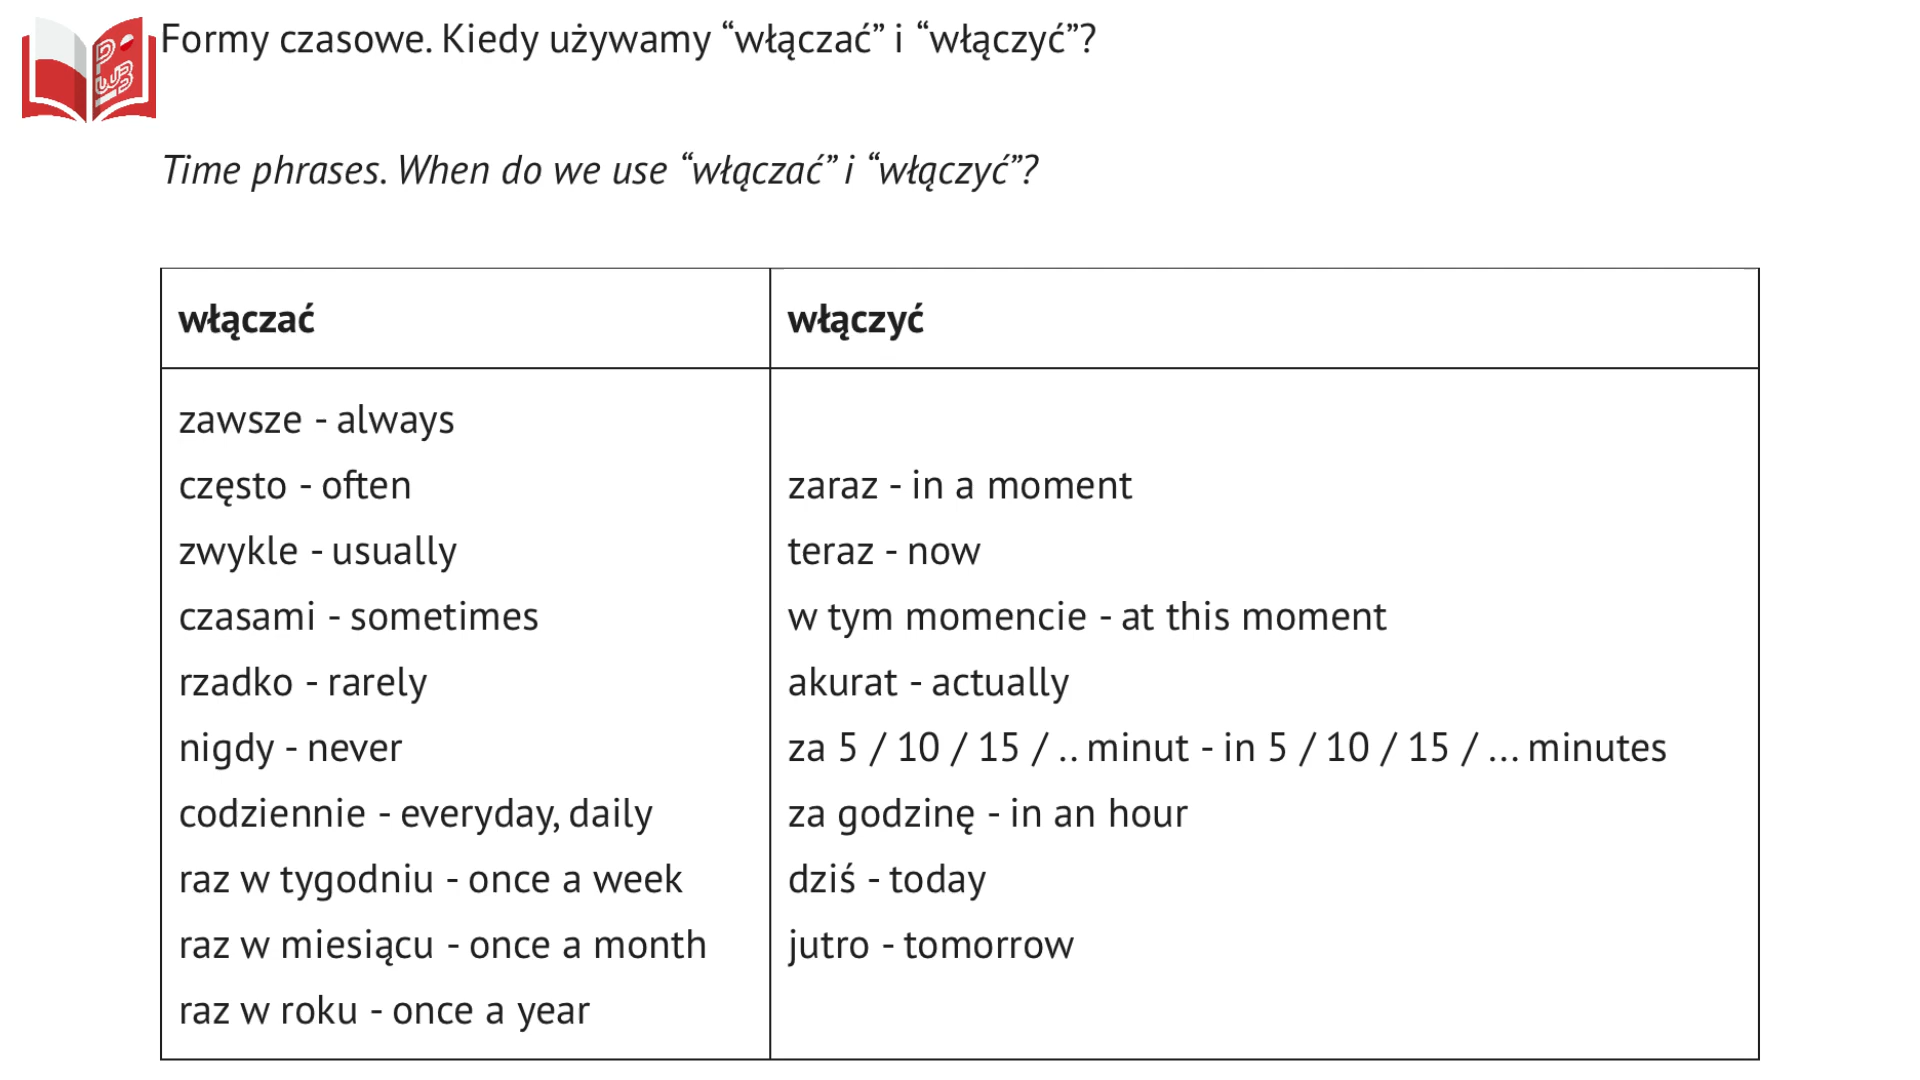 Formy czasowe. Kiedy używamy “włączać” i “włączyć”?
Time phrases. When do we use “włączać” i “włączyć”?
włączać
włączyć
zawsze - always
często - often
zwykle - usually
czasami - sometimes
rzadko - rarely
nigdy - never
codziennie - everyday, daily
raz w tygodniu - once a week
raz w miesiącu - once a month
raz w roku - once a year
zaraz - in a moment
teraz - now
w tym momencie - at this moment
akurat - actually
za 5 / 10 / 15 / .. minut - in 5 / 10 / 15 / ... minutes
za godzinę - in an hour
dziś - today
jutro - tomorrow